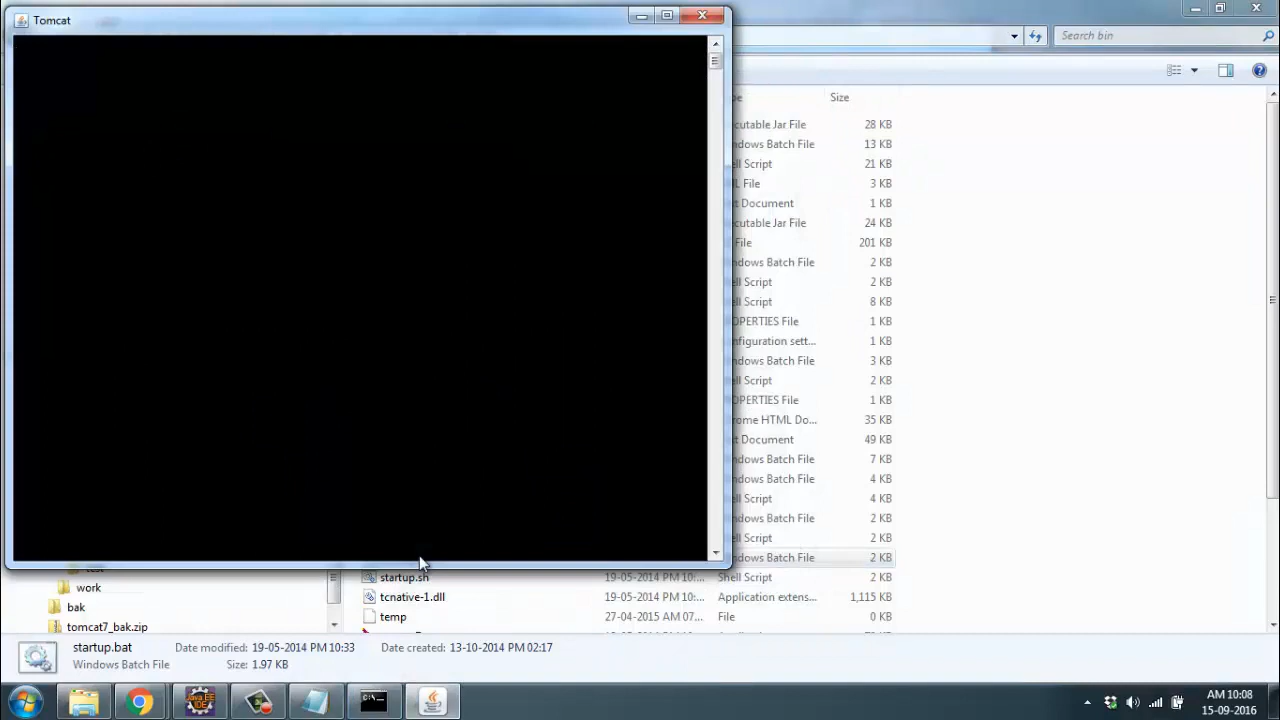 Tomcat
Search bin
pe Size
cutable Jar File 28 KB
ndows Batch File 13 KB
ell Script 21 KB
ML File 3 KB
xt Document 1 KB
cutable Jar File 24 KB
File 201 KB
ndows Batch File 2 KB
ell Script 2 KB
ell Script 8 KB
OPERTIES File 1 KB
nfiguration sett... 1 KB
ndows Batch File 3 KB
ell Script 2 KB
OPERTIES File 1 KB
rome HTML Do... 35 KB
xt Document 49 KB
ndows Batch File 7 KB
ndows Batch File 4 KB
ell Script 4 KB
ndows Batch File 2 KB
ell Script 2 KB
ndows Batch File 2 KB
startup.sh 19-05-2014 PM 10:... Shell Script 2 KB
work
tcnative-1.dll 19-05-2014 PM 10:... Application extens... 1,115 KB
bak
temp 27-04-2015 AM 07... File 0 KB
tomcat7_bak.zip
startup.bat Date modified: 19-05-2014 PM 10:33 Date created: 13-10-2014 PM 02:17
Windows Batch File Size: 1.97 KB
Java EE
IDE
AM 10:08
15-09-2016